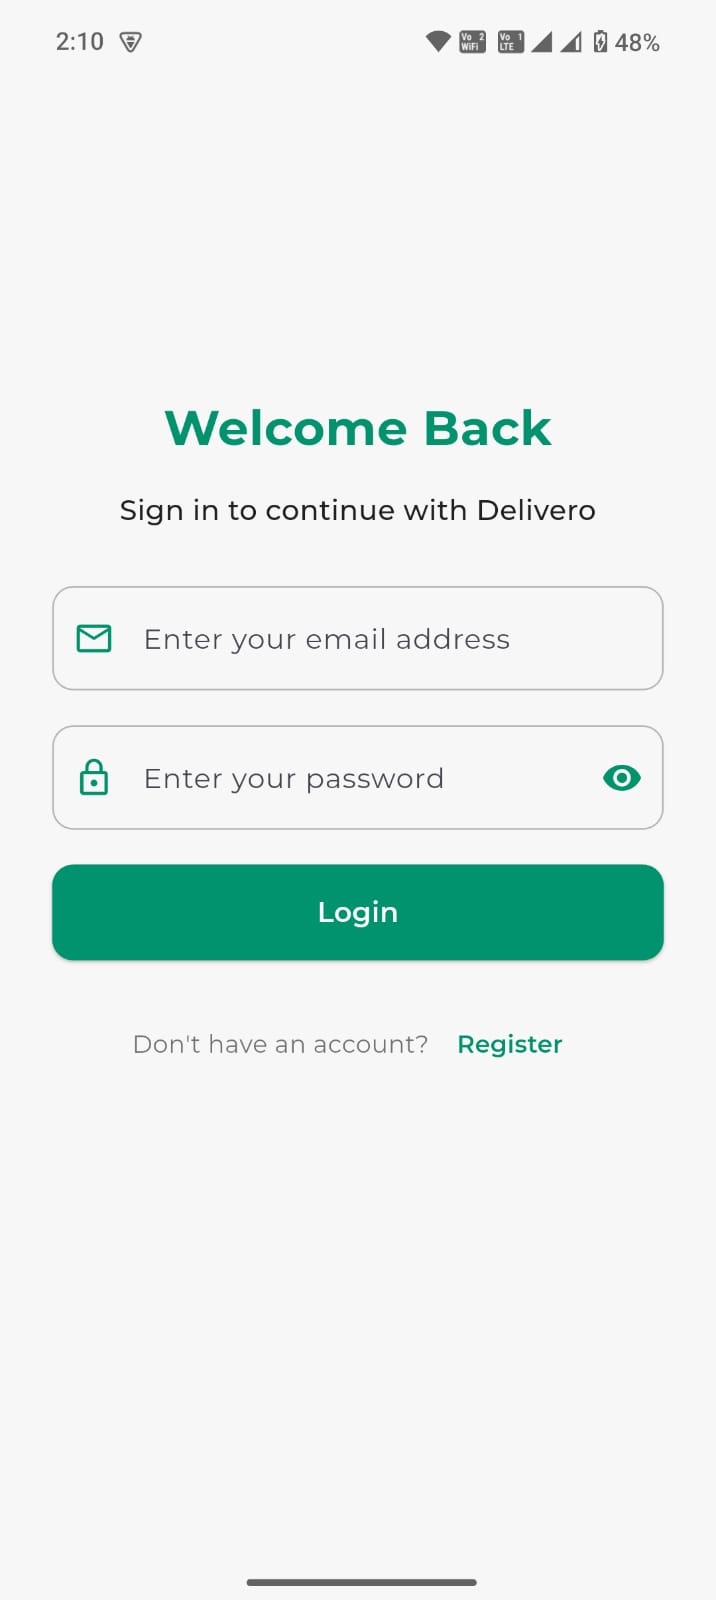 2:10 Vo 2 WiFi Vo 1 LTE 48%
Welcome Back
Sign in to continue with Delivero
Enter your email address
Enter your password
Login
Don't have an account? Register